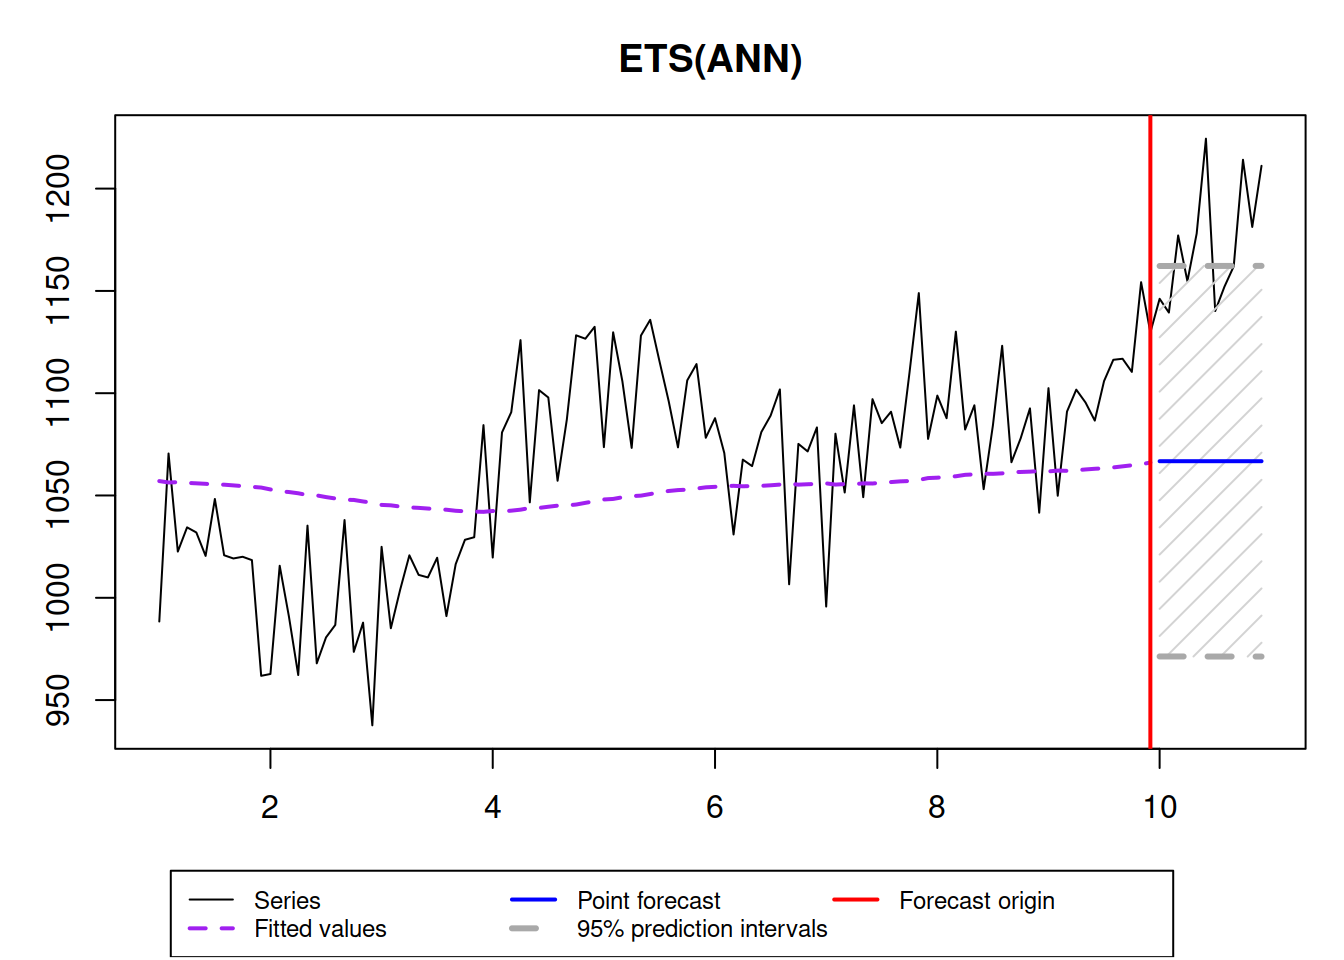 ETS(ANN)
1200
1150
1100
1050
1000
950
2 4 6 8 10
Series Point forecast Forecast origin
Fitted values 95% prediction intervals